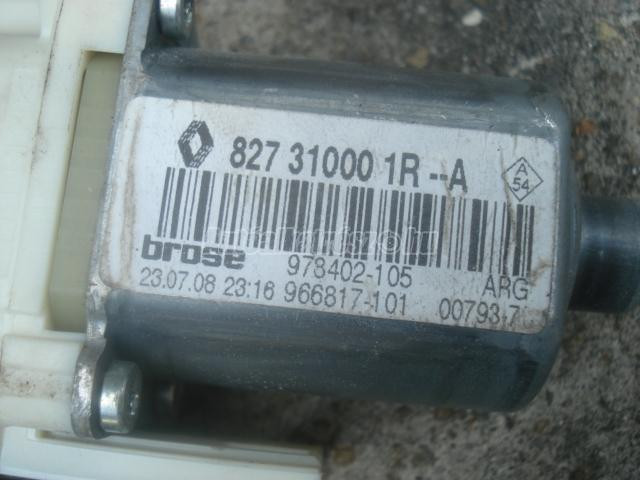 827 31000 1R --A
A
54
brose
978402-105
ARG
23.07.08 23:16 966817-101
00793-7